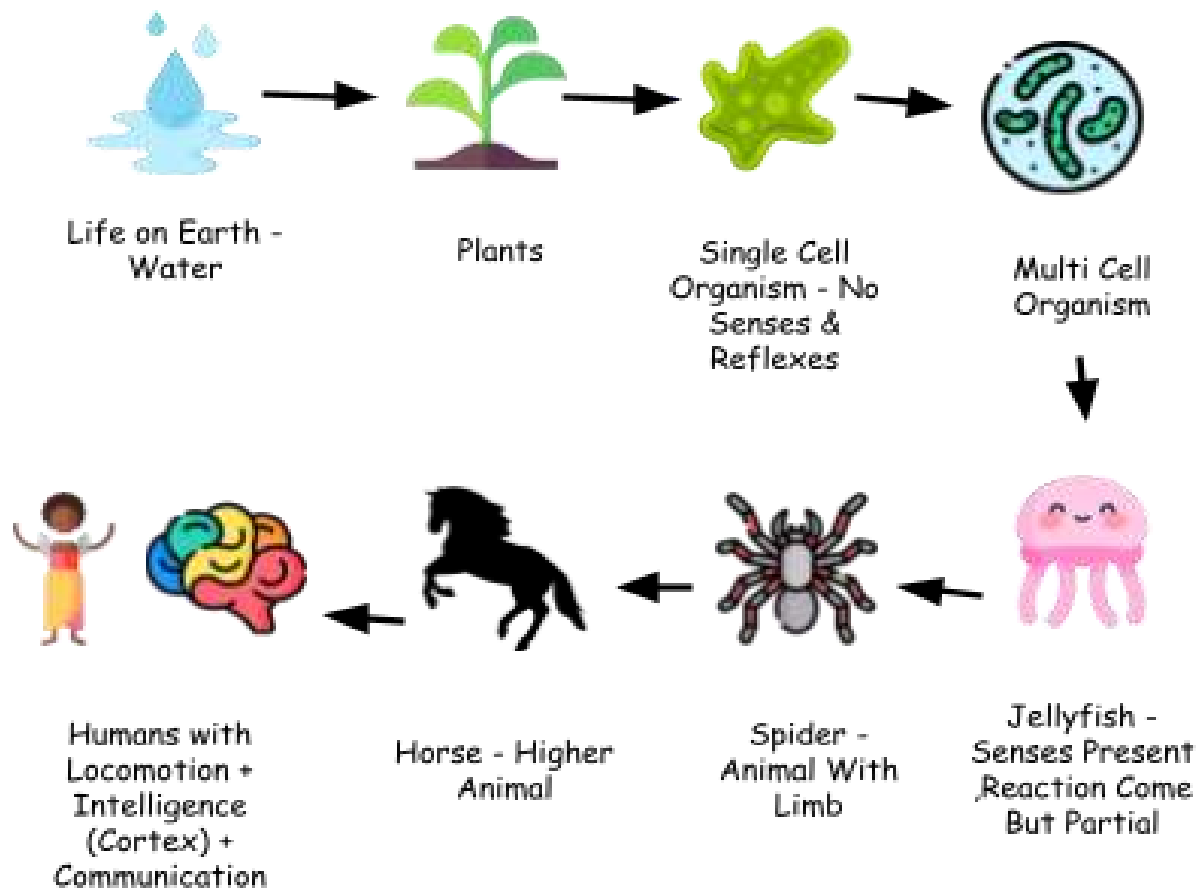 Life on Earth -
Water
Plants
Single Cell
Organism - No
Senses &
Reflexes
Multi Cell
Organism
Jellyfish -
Senses Present
,Reaction Come
But Partial
Spider -
Animal With
Limb
Horse - Higher
Animal
Humans with
Locomotion +
Intelligence
(Cortex) +
Communication